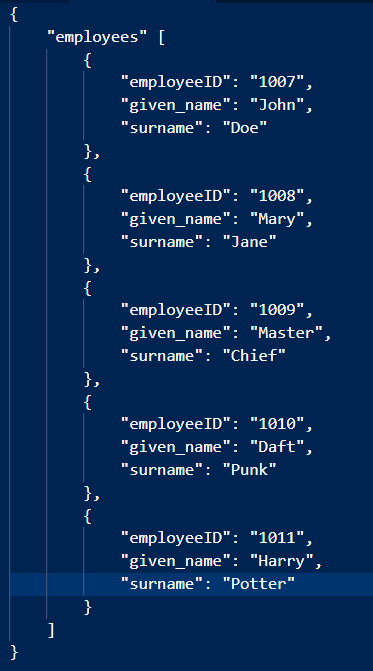 {
    "employees" [
        {
            "employeeID": "1007",
            "given_name": "John",
            "surname": "Doe"
        },
        {
            "employeeID": "1008",
            "given_name": "Mary",
            "surname": "Jane"
        },
        {
            "employeeID": "1009",
            "given_name": "Master",
            "surname": "Chief"
        },
        {
            "employeeID": "1010",
            "given_name": "Daft",
            "surname": "Punk"
        },
        {
            "employeeID": "1011",
            "given_name": "Harry",
            "surname": "Potter"
        }
    ]
}